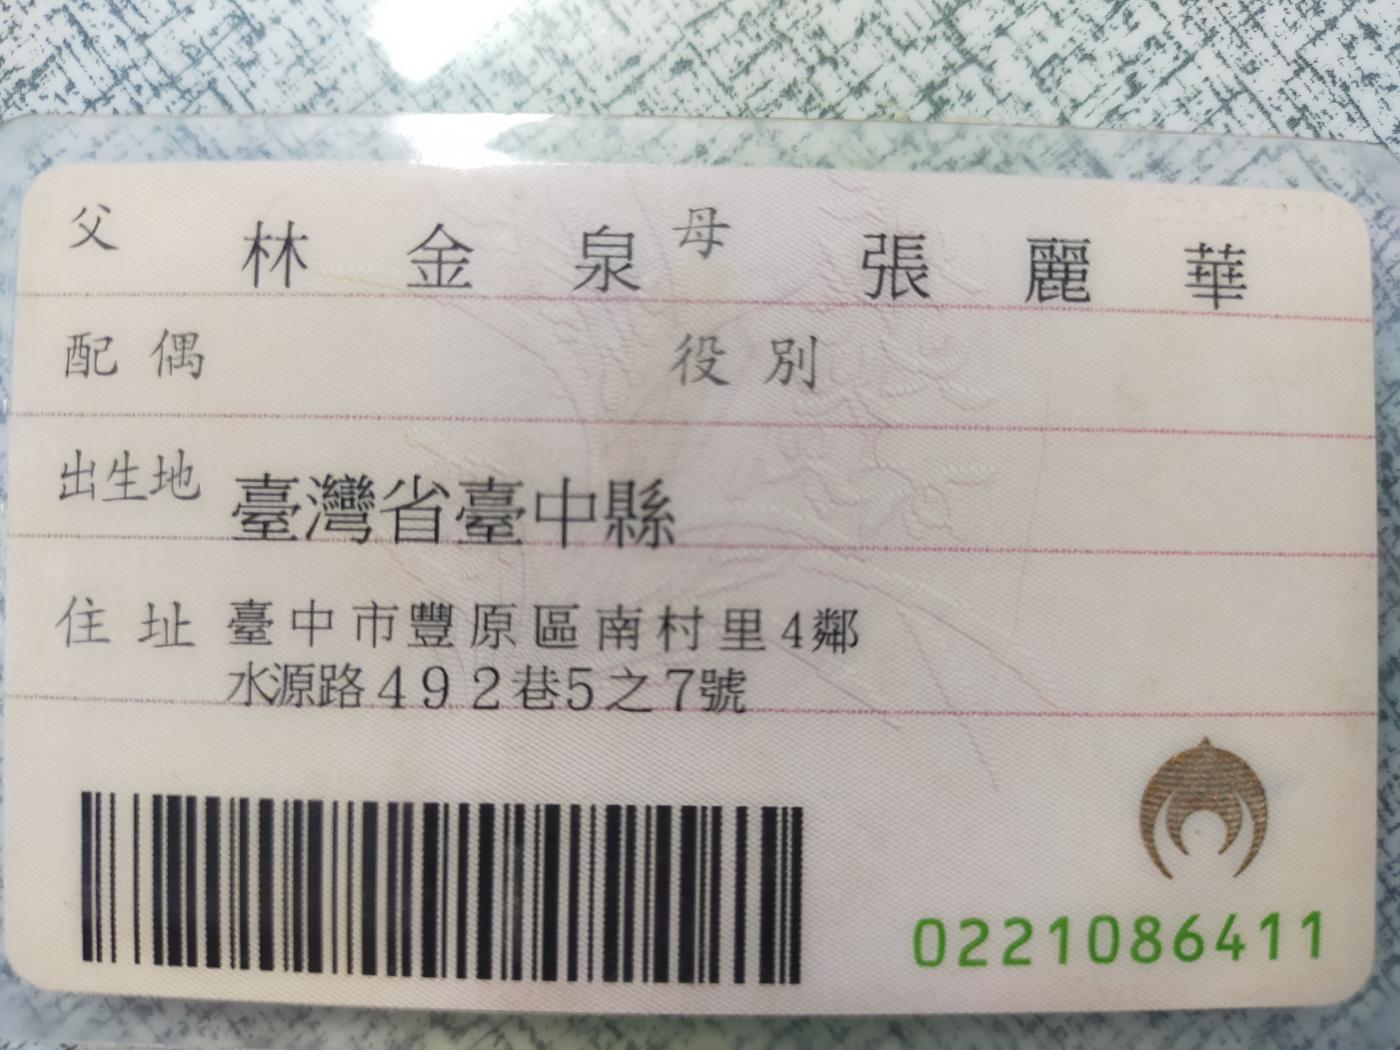 父 林金泉 母 張麗華
配偶 役別
出生地 臺灣省臺中縣
住址 臺中市豐原區南村里4鄰
水源路492巷5之7號
0221086411